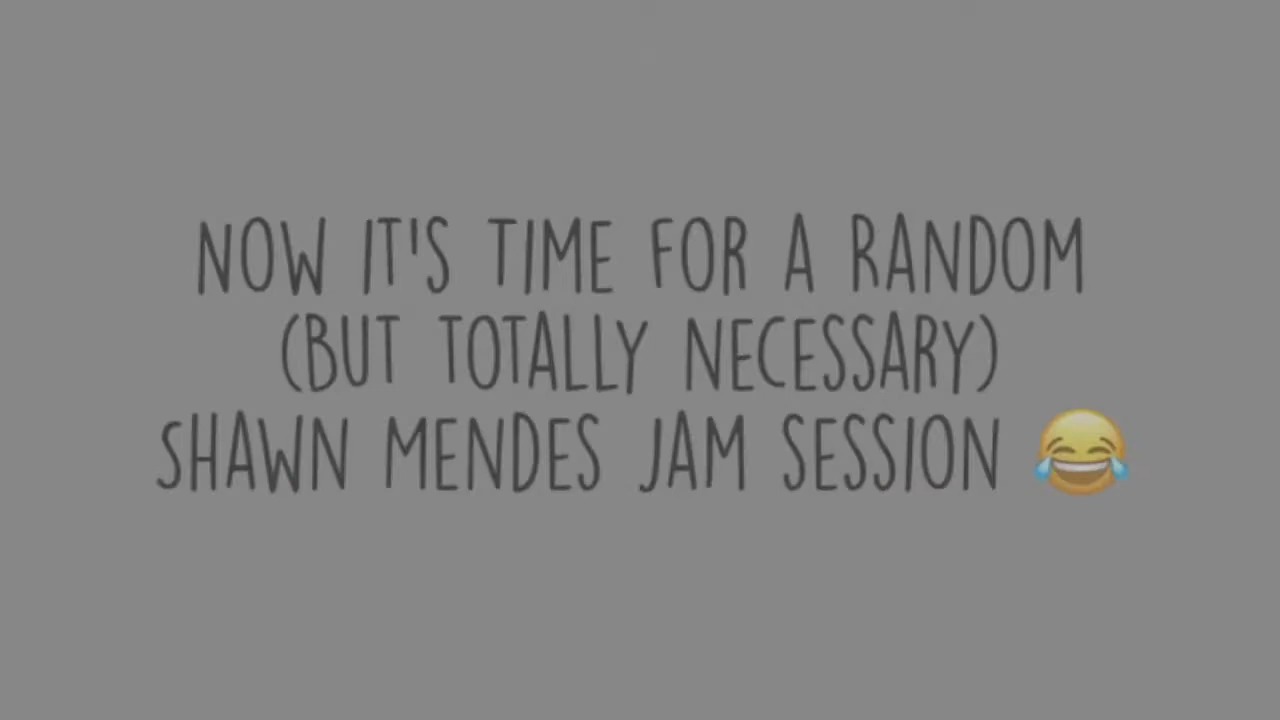 NOW IT'S TIME FOR A RANDOM
(BUT TOTALLY NECESSARY)
SHAWN MENDES JAM SESSION 😂